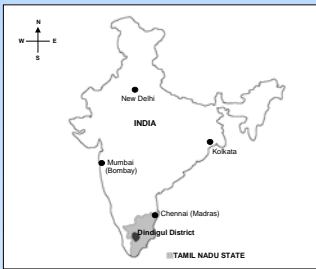 N
W E
S
New Delhi
INDIA
Kolkata
Mumbai
(Bombay)
Chennai (Madras)
Dindigul District
TAMIL NADU STATE